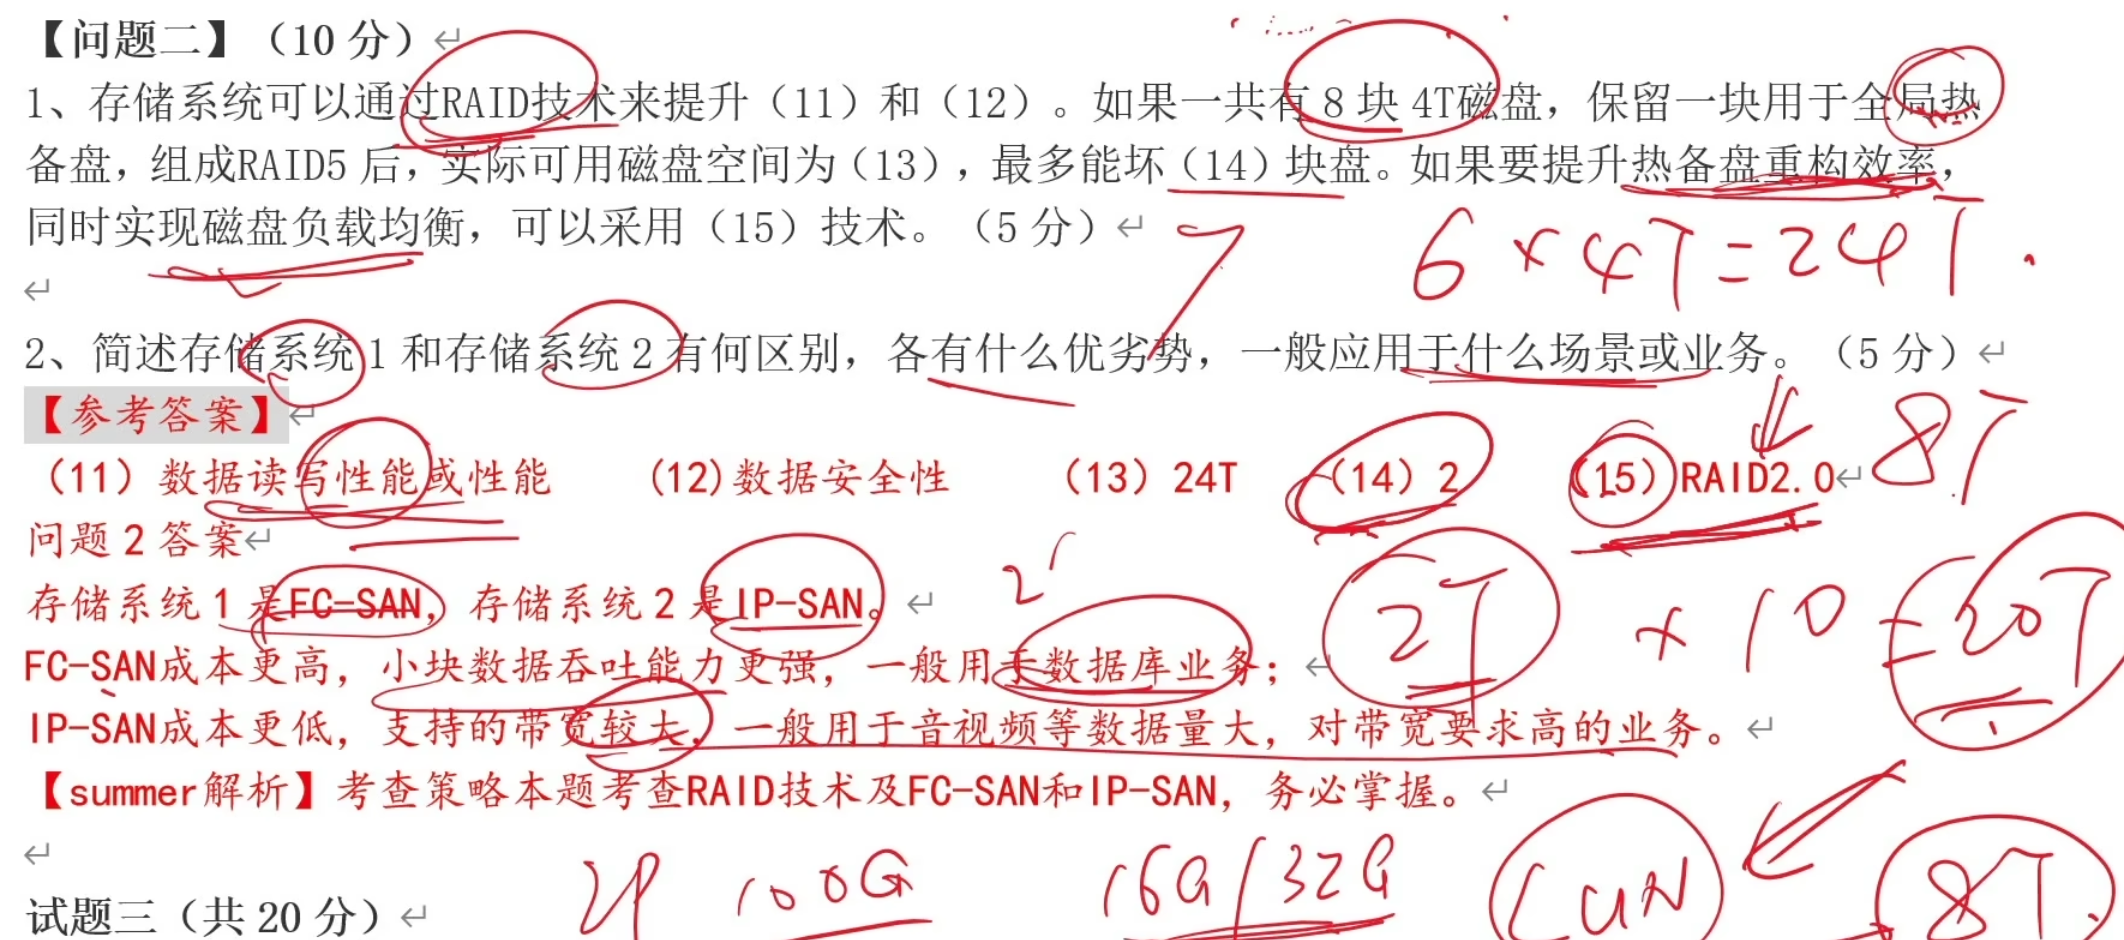 【问题二】（10 分）↵
1、存储系统可以通过RAID技术来提升（11）和（12）。如果一共有 8 块 4T磁盘，保留一块用于全局热
备盘，组成RAID5 后，实际可用磁盘空间为（13），最多能坏（14）块盘。如果要提升热备盘重构效率，
同时实现磁盘负载均衡，可以采用（15）技术。（5 分）↵
7
6 × 4T = 24T.
↵
2、简述存储系统 1 和存储系统 2 有何区别，各有什么优劣势，一般应用于什么场景或业务。（5 分）↵
【参考答案】↵
8T
（11）数据读写性能或性能 (12)数据安全性 （13）24T （14）2 （15）RAID2.0↵
问题 2 答案↵
存储系统 1 是FC-SAN，存储系统 2 是IP-SAN。↵
2T × 10 = 20T
FC-SAN成本更高，小块数据吞吐能力更强，一般用于数据库业务；↵
IP-SAN成本更低，支持的带宽较大，一般用于音视频等数据量大，对带宽要求高的业务。↵
【summer解析】考查策略本题考查RAID技术及FC-SAN和IP-SAN，务必掌握。↵
↵
100G 16G/32G LUN 8T
试题三（共 20 分）↵